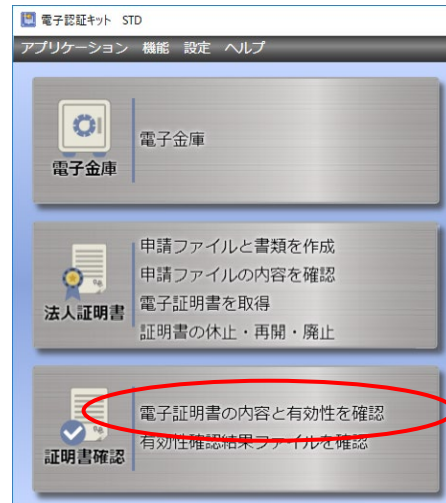 電子認証キット STD
アプリケーション 機能 設定 ヘルプ
電子金庫
電子金庫
申請ファイルと書類を作成
申請ファイルの内容を確認
電子証明書を取得
証明書の休止・再開・廃止
法人証明書
電子証明書の内容と有効性を確認
有効性確認結果ファイルを確認
証明書確認